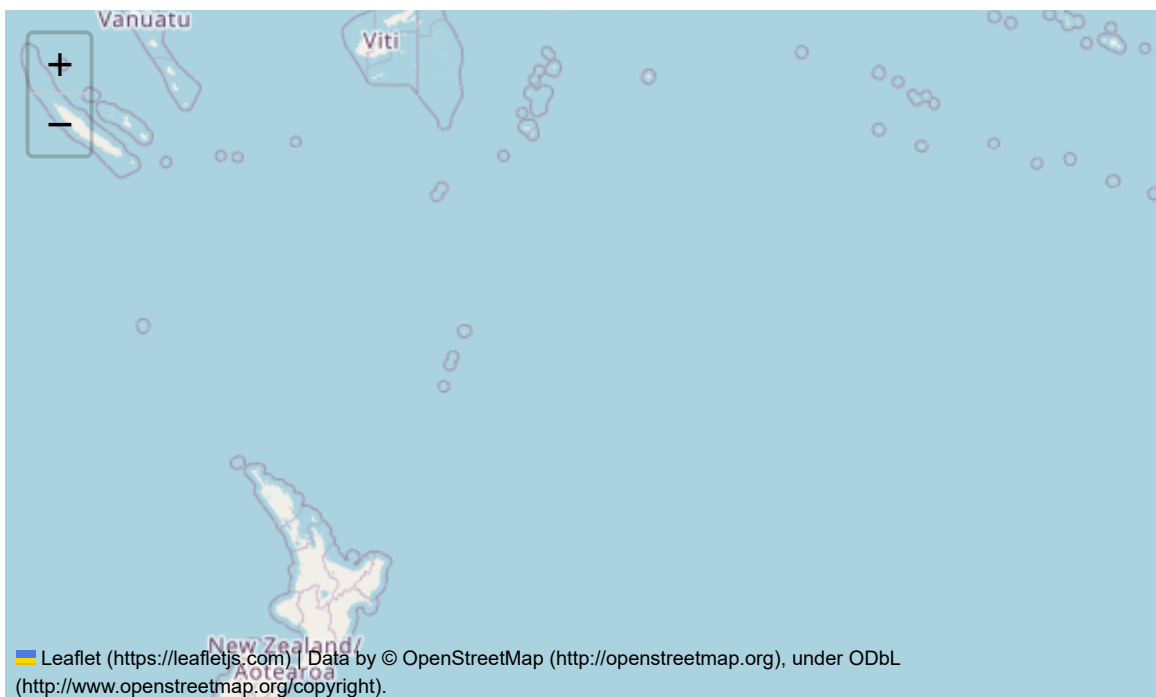 Vanuatu
Viti
+
−
New Zealand/
Aotearoa
Leaflet (https://leafletjs.com) | Data by © OpenStreetMap (http://openstreetmap.org), under ODbL
(http://www.openstreetmap.org/copyright).